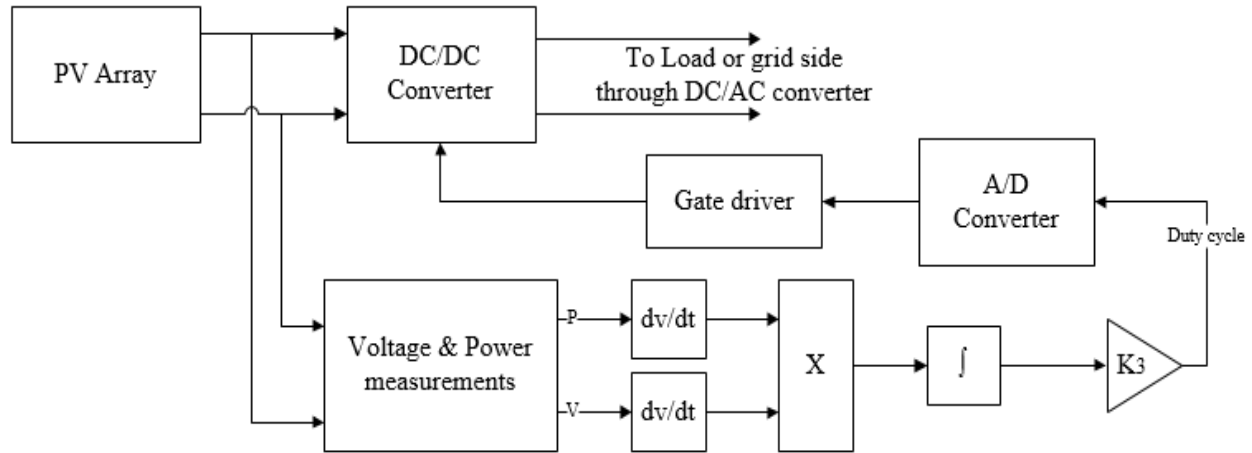 PV Array
DC/DC
Converter
To Load or grid side
through DC/AC converter
Gate driver
A/D
Converter
Duty cycle
Voltage & Power
measurements
P
V
dv/dt
dv/dt
X
∫
K3